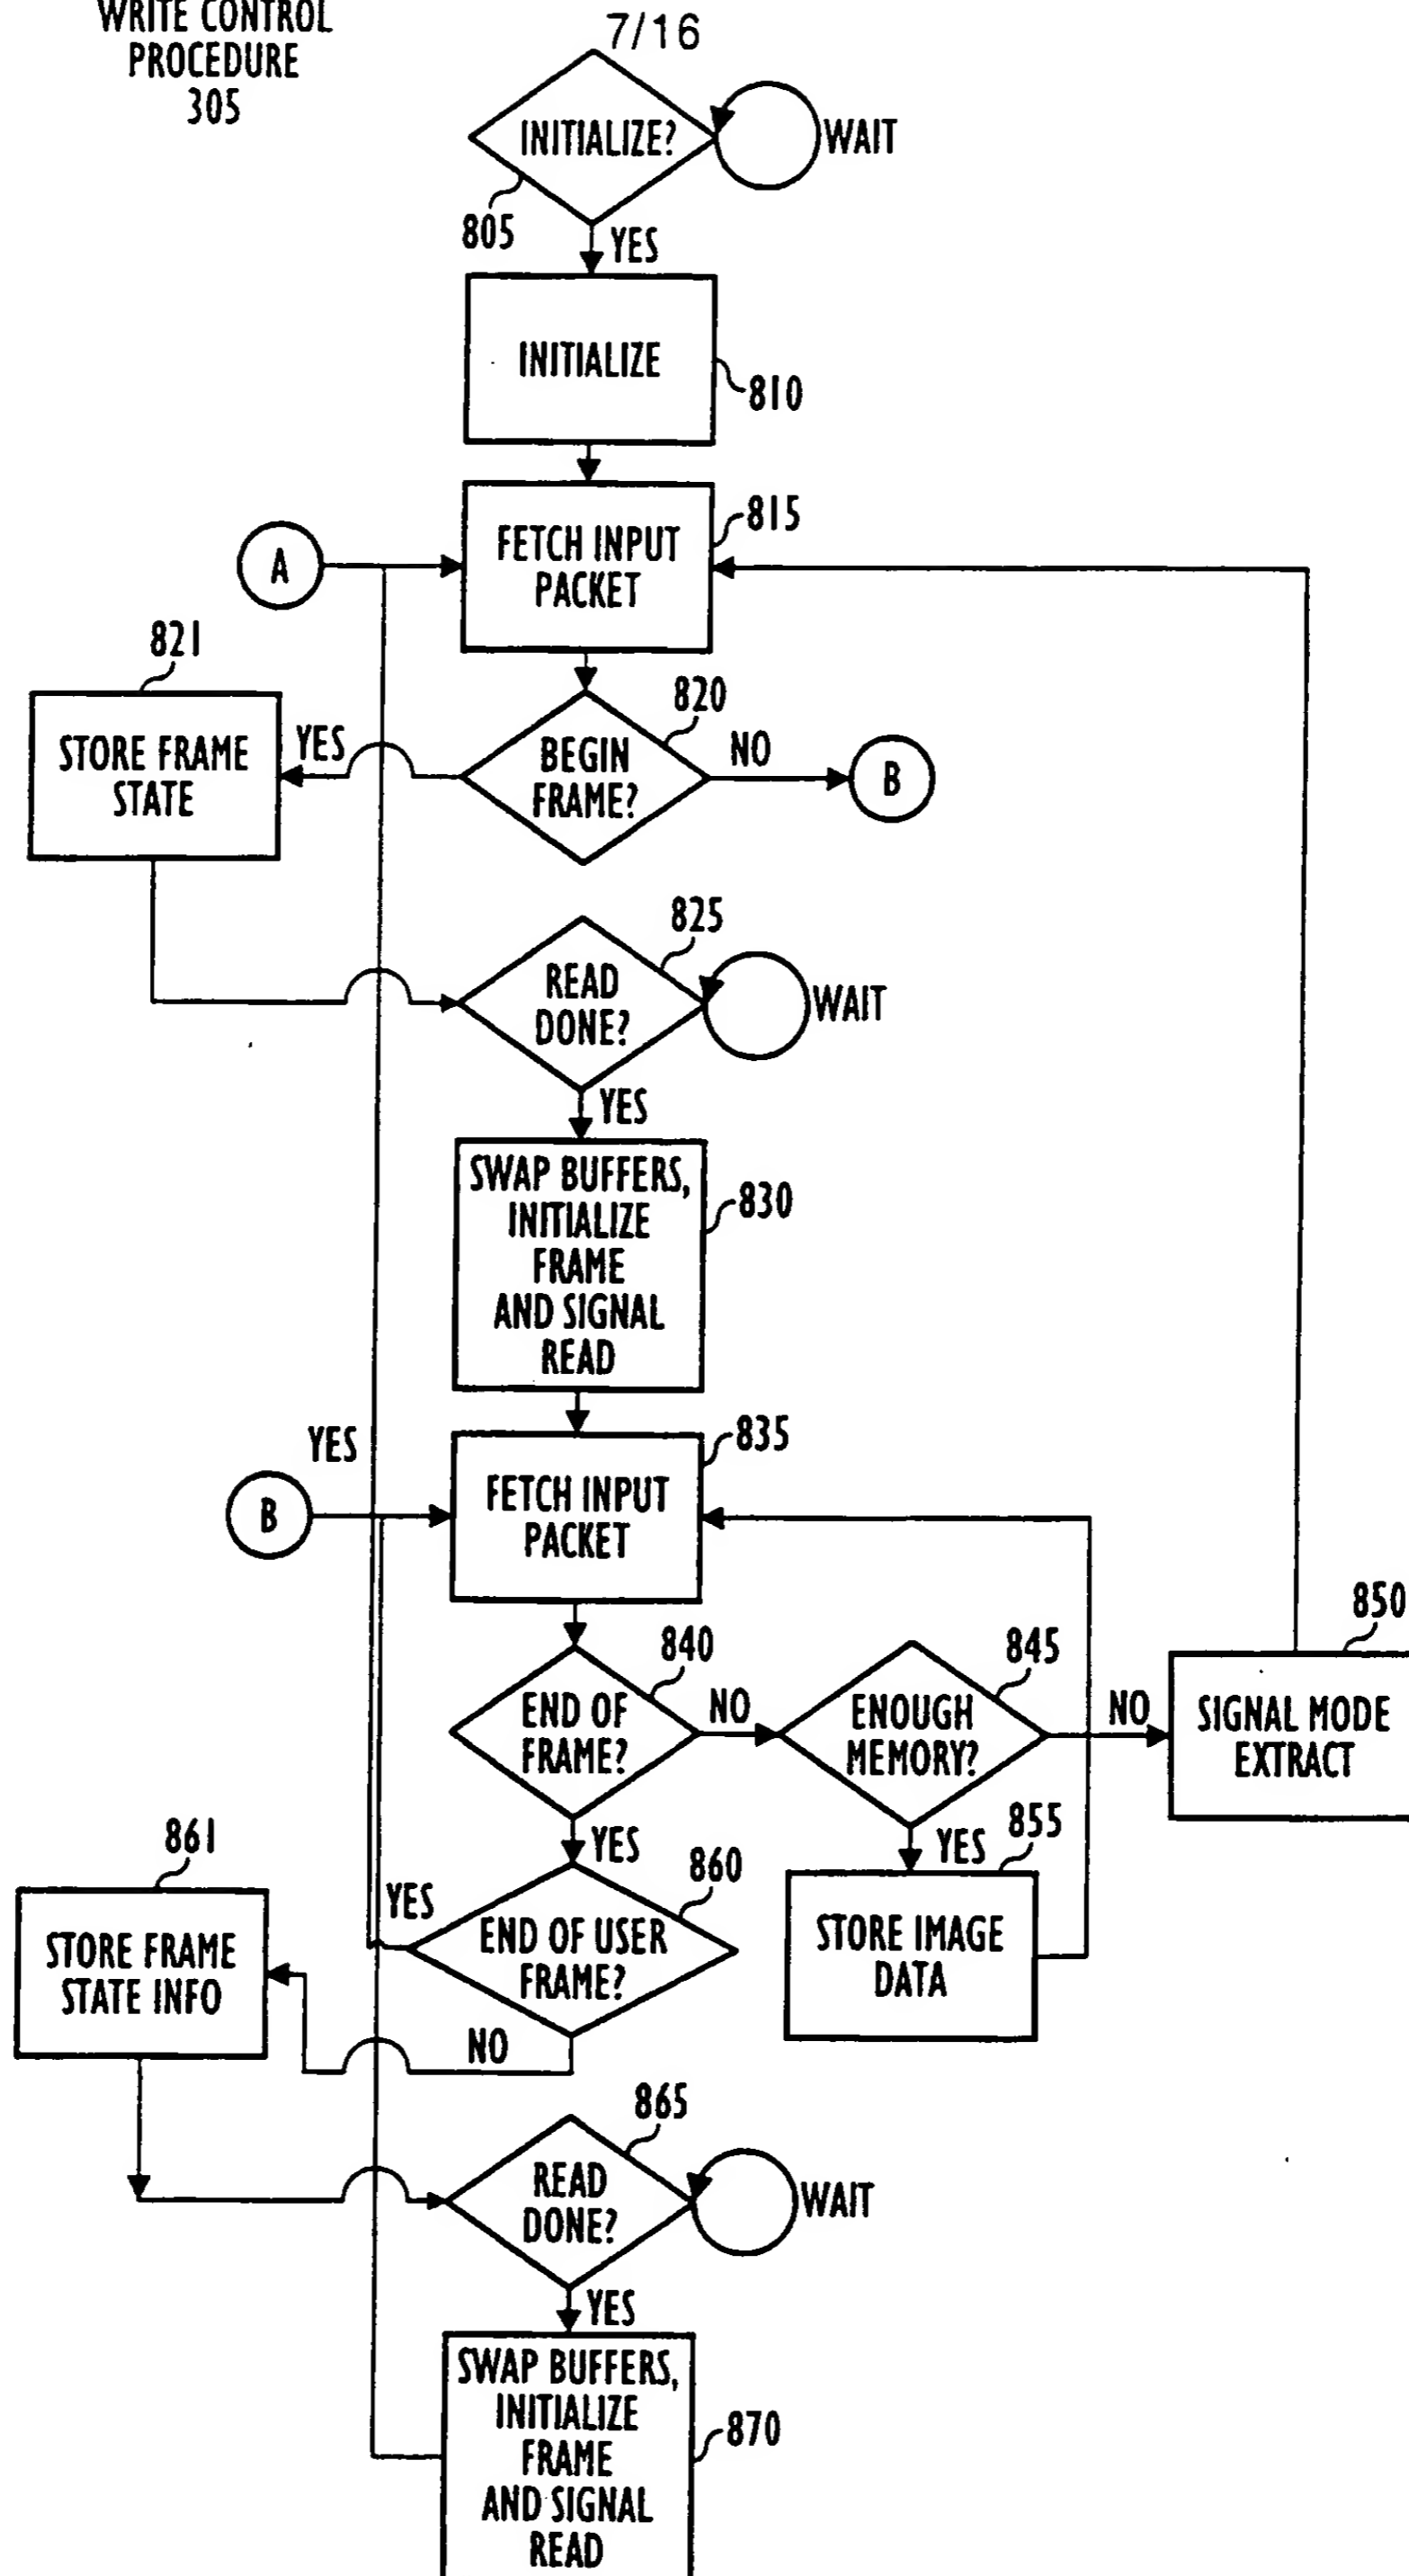 WRITE CONTROL
PROCEDURE
305
7/16
INITIALIZE?
WAIT
805
YES
INITIALIZE
810
815
FETCH INPUT
PACKET
A
821
820
STORE FRAME
STATE
YES
BEGIN
FRAME?
NO
B
825
READ
DONE?
WAIT
YES
SWAP BUFFERS,
INITIALIZE
FRAME
AND SIGNAL
READ
830
YES
835
B
FETCH INPUT
PACKET
840
END OF
FRAME?
NO
845
ENOUGH
MEMORY?
NO
850
SIGNAL MODE
EXTRACT
YES
855
STORE IMAGE
DATA
861
YES
860
YES
END OF USER
FRAME?
STORE FRAME
STATE INFO
NO
865
READ
DONE?
WAIT
YES
SWAP BUFFERS,
INITIALIZE
FRAME
AND SIGNAL
READ
870